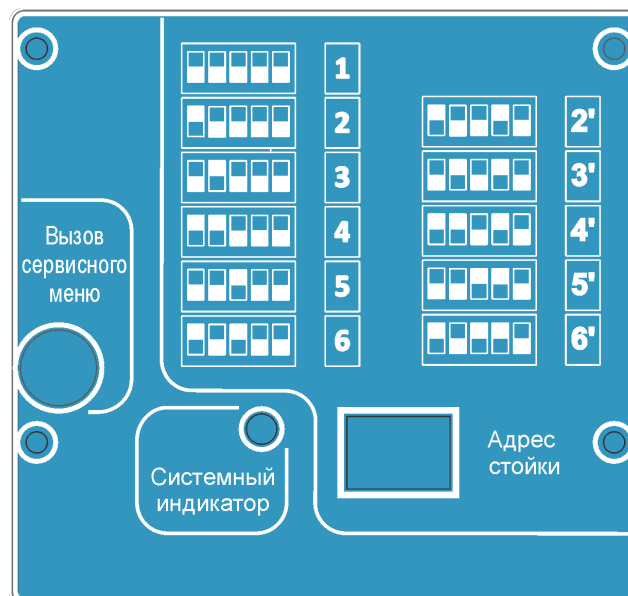 1
2 2'
3 3'
4 4'
5 5'
6 6'
Вызов
сервисного
меню
Системный
индикатор
Адрес
стойки